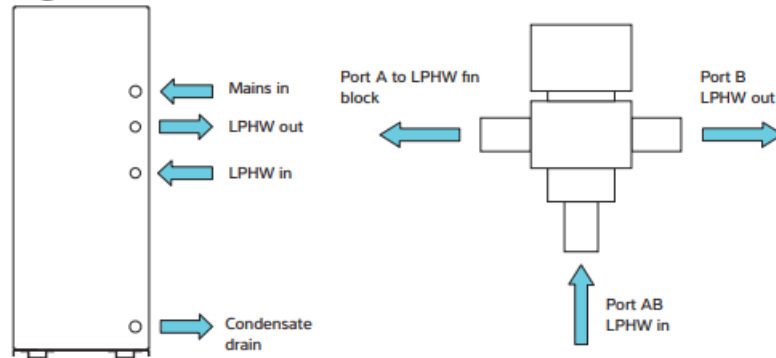 Mains in
LPHW out
LPHW in
Condensate
drain
Port A to LPHW fin
block
Port B
LPHW out
Port AB
LPHW in